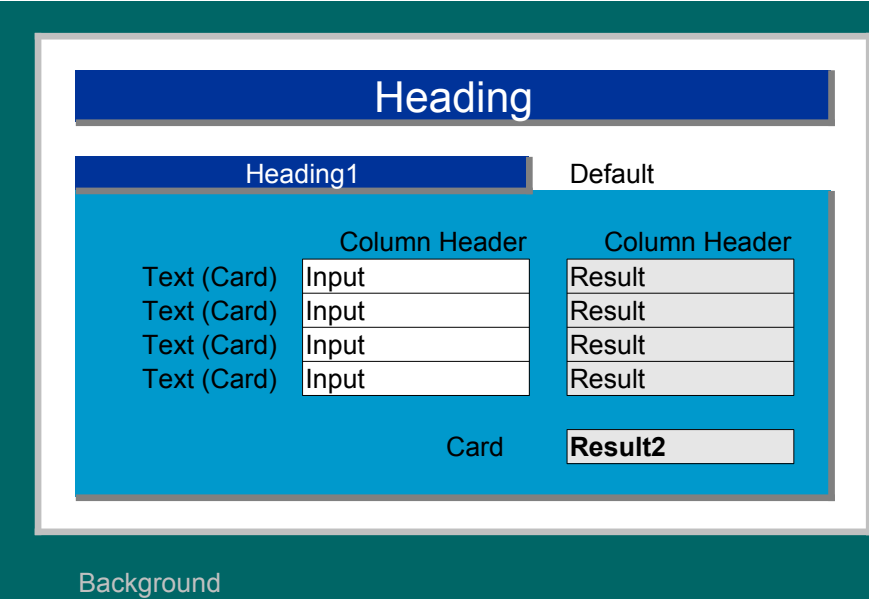 Heading
Heading1 Default
Column Header Column Header
Text (Card) Input Result
Text (Card) Input Result
Text (Card) Input Result
Text (Card) Input Result
Card Result2
Background